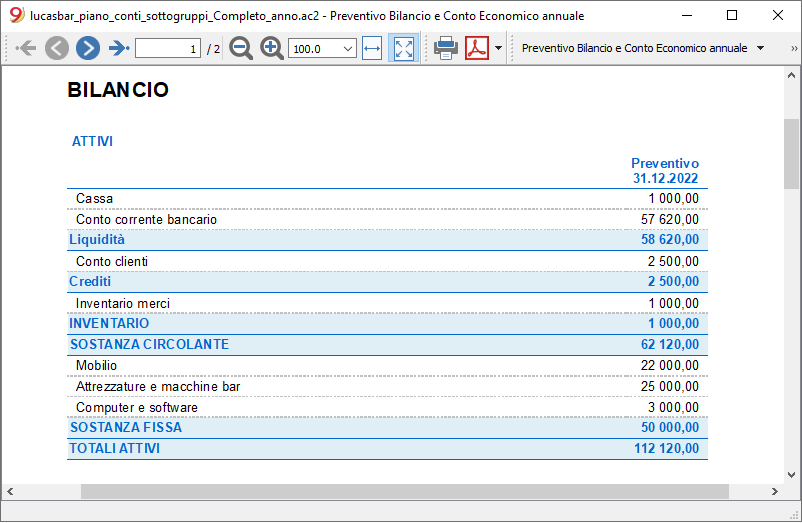 lucasbar_piano_conti_sottogruppi_Completo_anno.ac2 - Preventivo Bilancio e Conto Economico annuale
1 / 2 100.0 Preventivo Bilancio e Conto Economico annuale »
BILANCIO
ATTIVI
Preventivo
31.12.2022
Cassa 1 000,00
Conto corrente bancario 57 620,00
Liquidità 58 620,00
Conto clienti 2 500,00
Crediti 2 500,00
Inventario merci 1 000,00
INVENTARIO 1 000,00
SOSTANZA CIRCOLANTE 62 120,00
Mobilio 22 000,00
Attrezzature e macchine bar 25 000,00
Computer e software 3 000,00
SOSTANZA FISSA 50 000,00
TOTALI ATTIVI 112 120,00